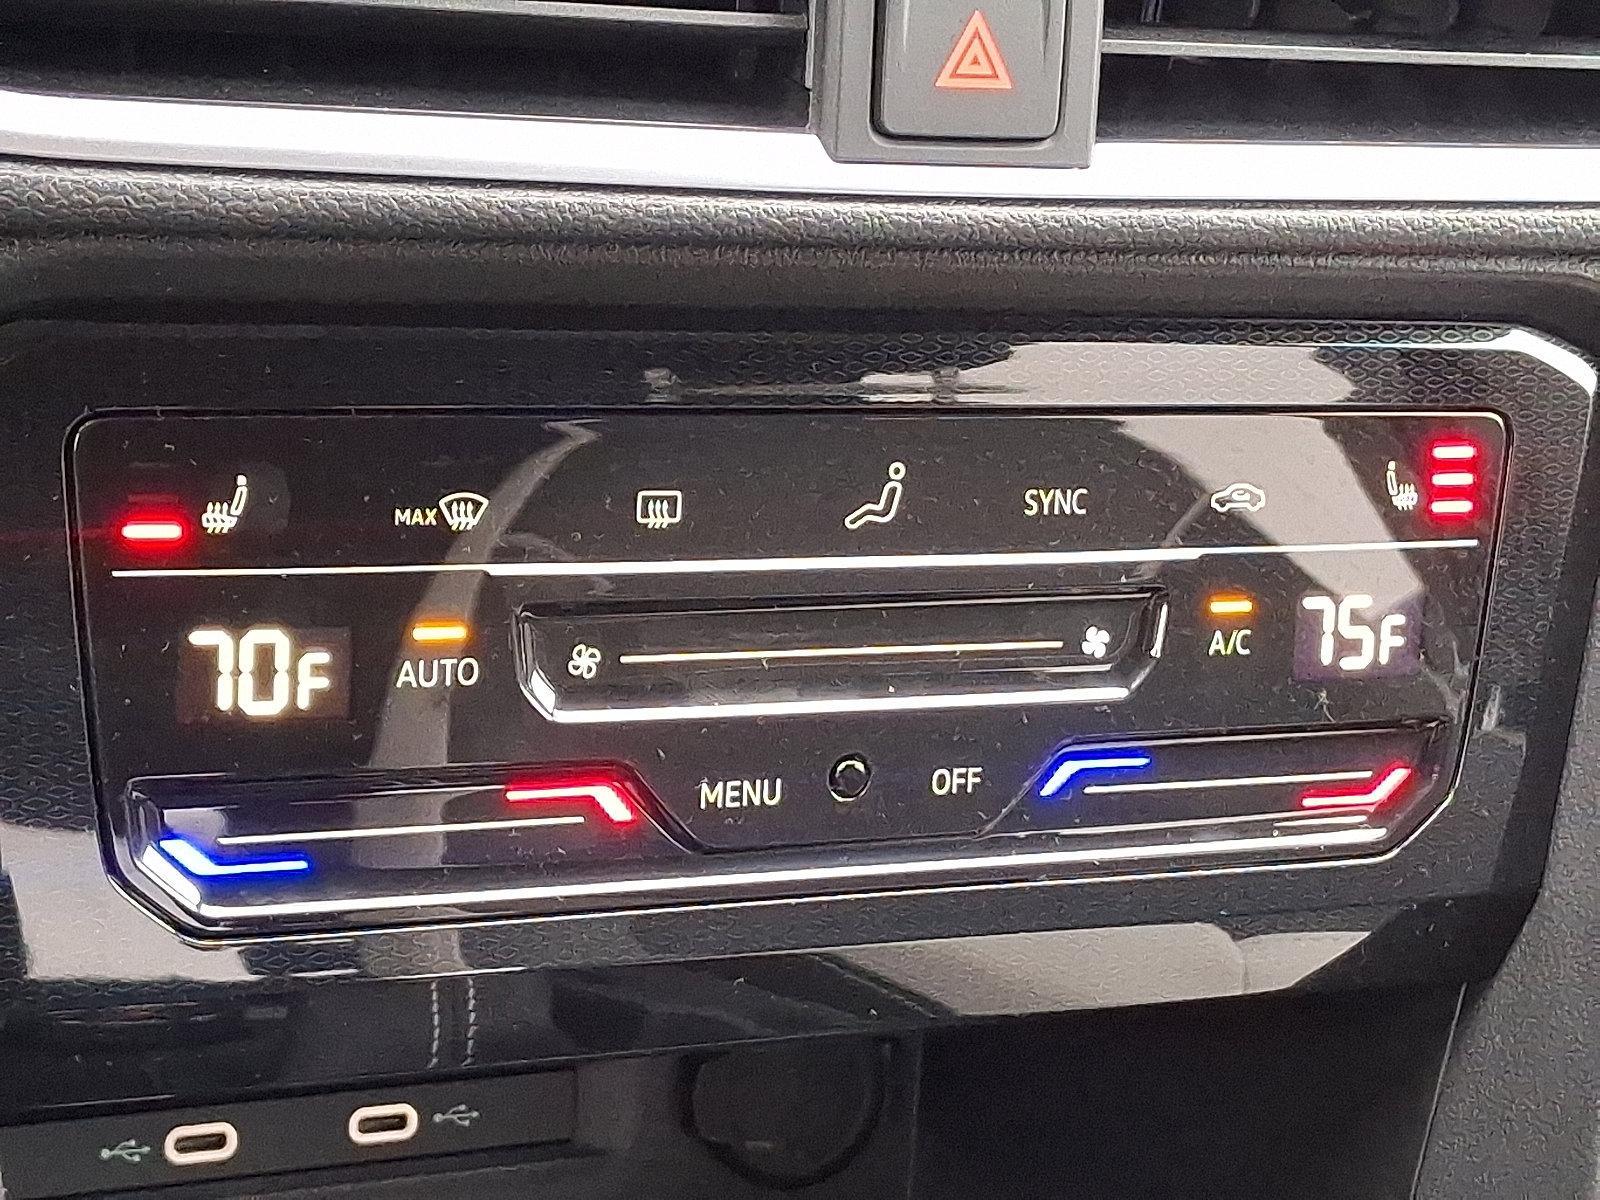 MAX
SYNC
70F
AUTO
A/C
75F
MENU
OFF